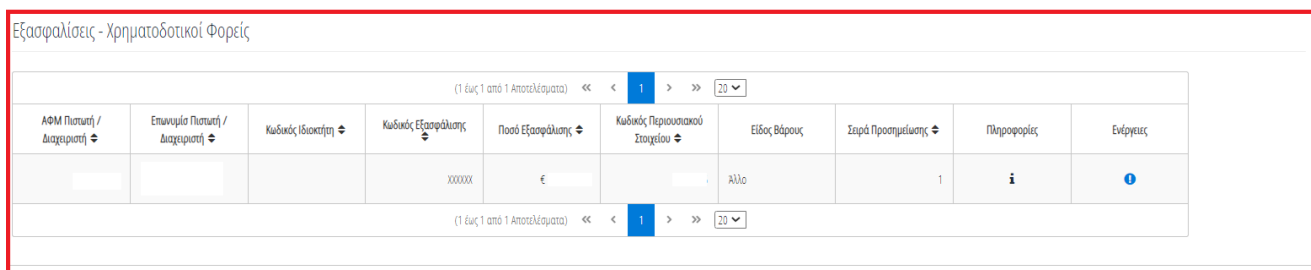 Εξασφαλίσεις - Χρηματοδοτικοί Φορείς
(1 έως 1 από 1 Αποτελέσματα) « < 1 > » 20
ΑΦΜ Πιστωτή / Διαχειριστή Επωνυμία Πιστωτή / Διαχειριστή Κωδικός Ιδιοκτήτη Κωδικός Εξασφάλισης Ποσό Εξασφάλισης Κωδικός Περιουσιακού Στοιχείου Είδος Βάρους Σειρά Προσημείωσης Πληροφορίες Ενέργειες
XXXXXX € Άλλο 1
(1 έως 1 από 1 Αποτελέσματα) « < 1 > » 20